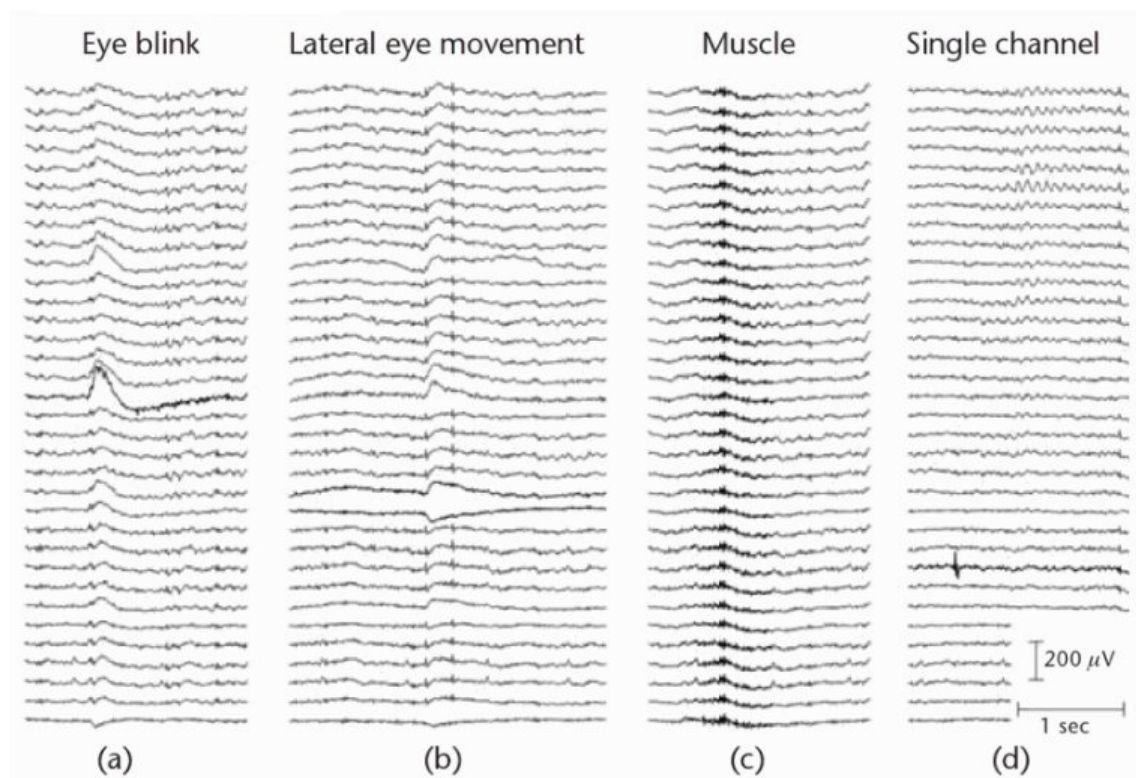 Eye blink
Lateral eye movement
Muscle
Single channel
200 μV
1 sec
(a)
(b)
(c)
(d)